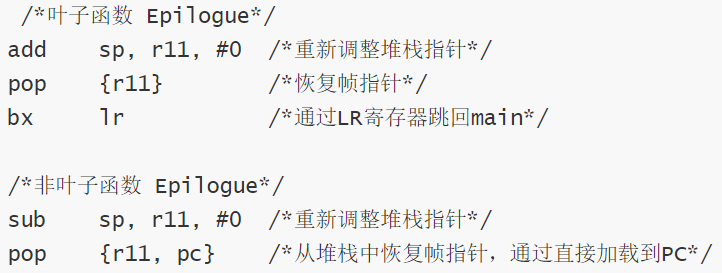 /*叶子函数 Epilogue*/
add    sp, r11, #0  /*重新调整堆栈指针*/
pop    {r11}        /*恢复帧指针*/
bx     lr           /*通过LR寄存器跳回main*/

/*非叶子函数 Epilogue*/
sub    sp, r11, #0  /*重新调整堆栈指针*/
pop    {r11, pc}    /*从堆栈中恢复帧指针，通过直接加载到PC*/